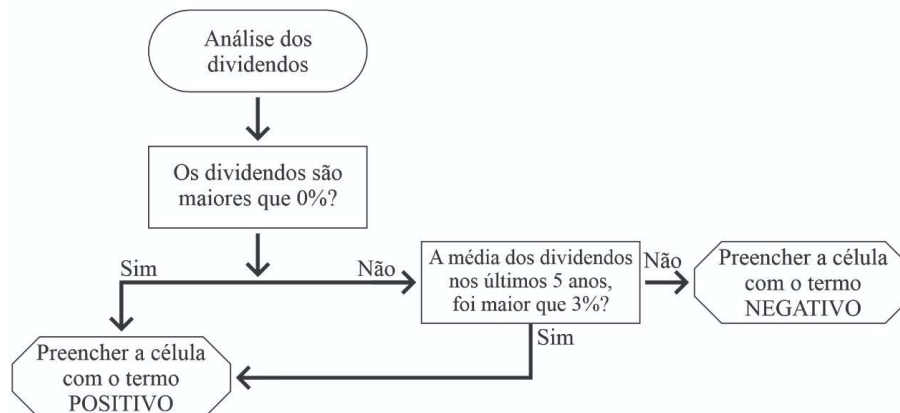 Análise dos
dividendos
Os dividendos são
maiores que 0%?
Sim
Não
A média dos dividendos
nos últimos 5 anos,
foi maior que 3%?
Não
Preencher a célula
com o termo
NEGATIVO
Sim
Preencher a célula
com o termo
POSITIVO